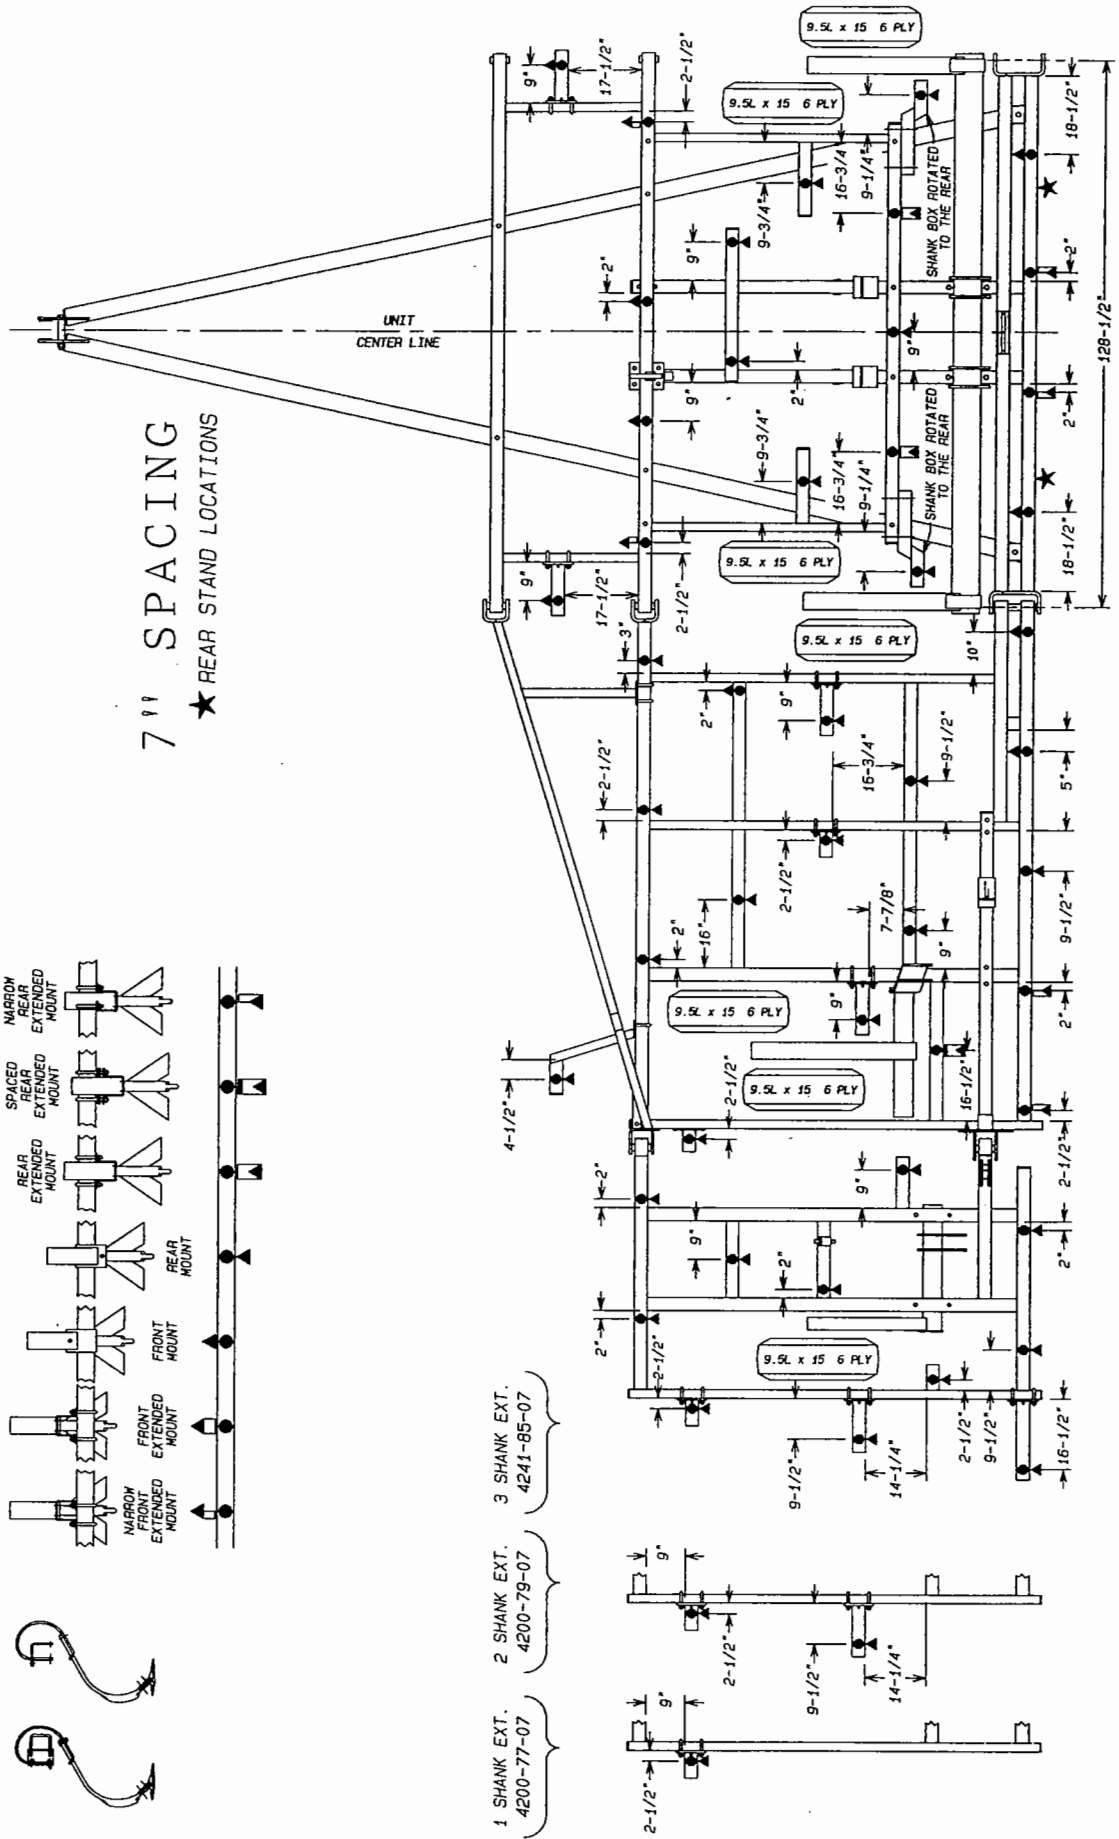 7" SPACING
★ REAR STAND LOCATIONS
UNIT
CENTER LINE
NARROW
FRONT
EXTENDED
MOUNT
FRONT
EXTENDED
MOUNT
FRONT
MOUNT
REAR
MOUNT
REAR
EXTENDED
MOUNT
SPACED
REAR
EXTENDED
MOUNT
NARROW
REAR
EXTENDED
MOUNT
1 SHANK EXT.
4200-77-07
2 SHANK EXT.
4200-79-07
3 SHANK EXT.
4241-85-07
2-1/2"
9"
9"
2-1/2"
9-1/2"
14-1/4"
2-1/2"
9-1/2"
14-1/4"
2"
2"
9"
2"
9"
9.5L x 15 6 PLY
2-1/2"
9-1/2"
16-1/2"
2"
2-1/2"
4-1/2"
2-1/2"
9.5L x 15 6 PLY
9.5L x 15 6 PLY
16-1/2"
2"
16"
9"
7-7/8"
9"
2"
9-1/2"
2-1/2"
2-1/2"
16-3/4"
9-1/2"
5"
3"
2"
9"
10"
9"
17-1/2"
2-1/2"
9.5L x 15 6 PLY
9.5L x 15 6 PLY
9-3/4"
16-3/4"
9-1/4"
SHANK BOX ROTATED
TO THE REAR
18-1/2"
9"
2"
9"
2"
2"
9"
2"
9-3/4"
16-3/4
9-1/4"
SHANK BOX ROTATED
TO THE REAR
9"
17-1/2"
2-1/2"
9.5L x 15 6 PLY
9.5L x 15 6 PLY
18-1/2"
128-1/2"